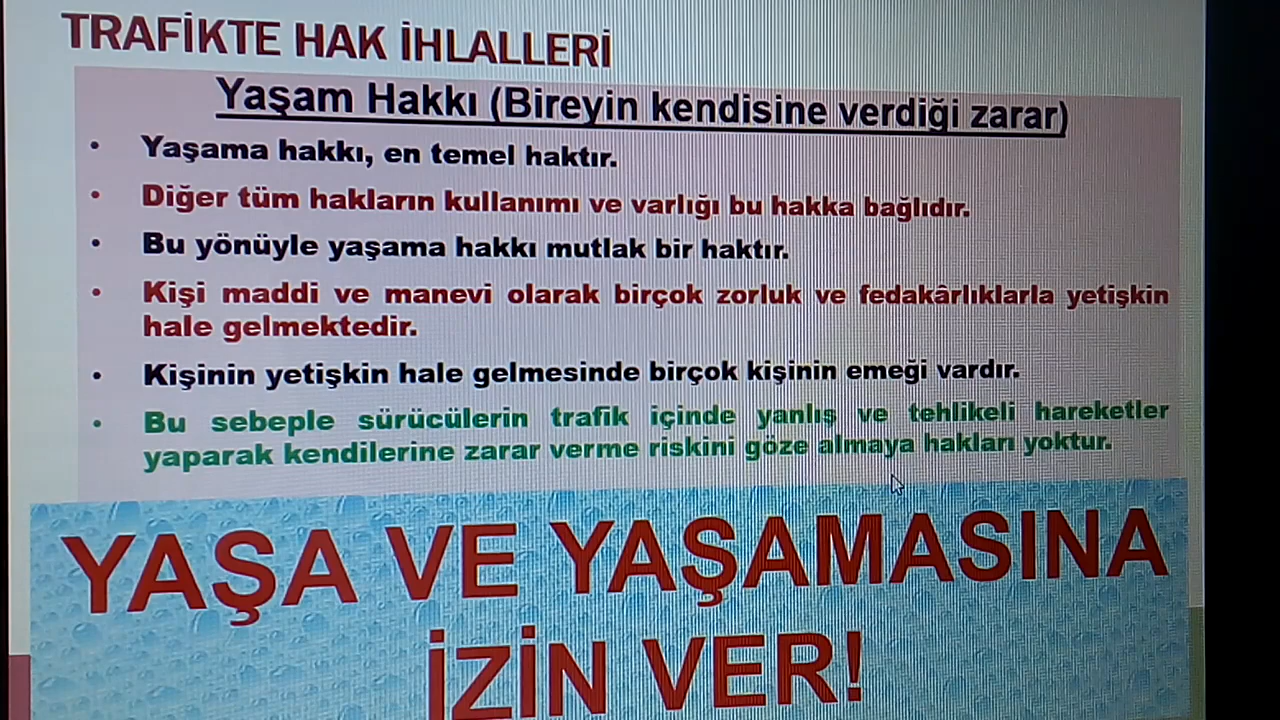 TRAFİKTE HAK İHLALLERİ
Yaşam Hakkı (Bireyin kendisine verdiği zarar)
• Yaşama hakkı, en temel haktır.
• Diğer tüm hakların kullanımı ve varlığı bu hakka bağlıdır.
• Bu yönüyle yaşama hakkı mutlak bir haktır.
• Kişi maddi ve manevi olarak birçok zorluk ve fedakârlıklarla yetişkin
hale gelmektedir.
• Kişinin yetişkin hale gelmesinde birçok kişinin emeği vardır.
• Bu sebeple sürücülerin trafik içinde yanlış ve tehlikeli hareketler
yaparak kendilerine zarar verme riskini göze almaya hakları yoktur.
YAŞA VE YAŞAMASINA
İZİN VER!